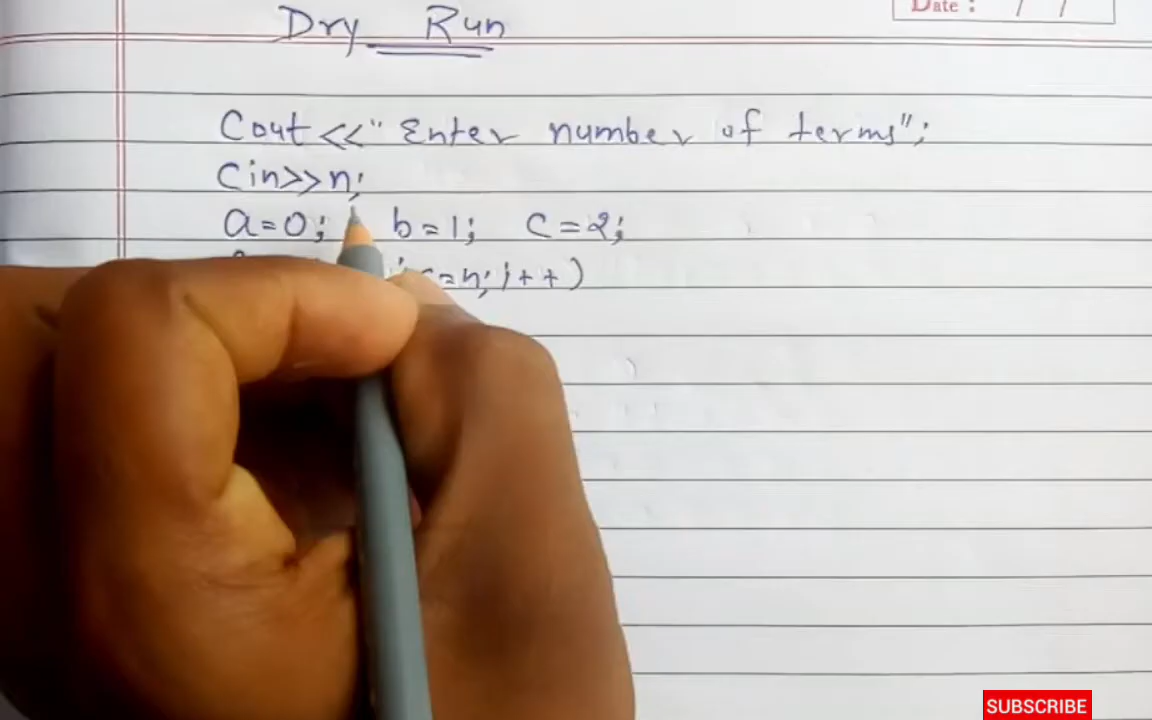 Date : / /
Dry Run
Cout <<" Enter number of terms";
Cin>>n;
a=0; b=1; c=2;
=n; i++)
SUBSCRIBE